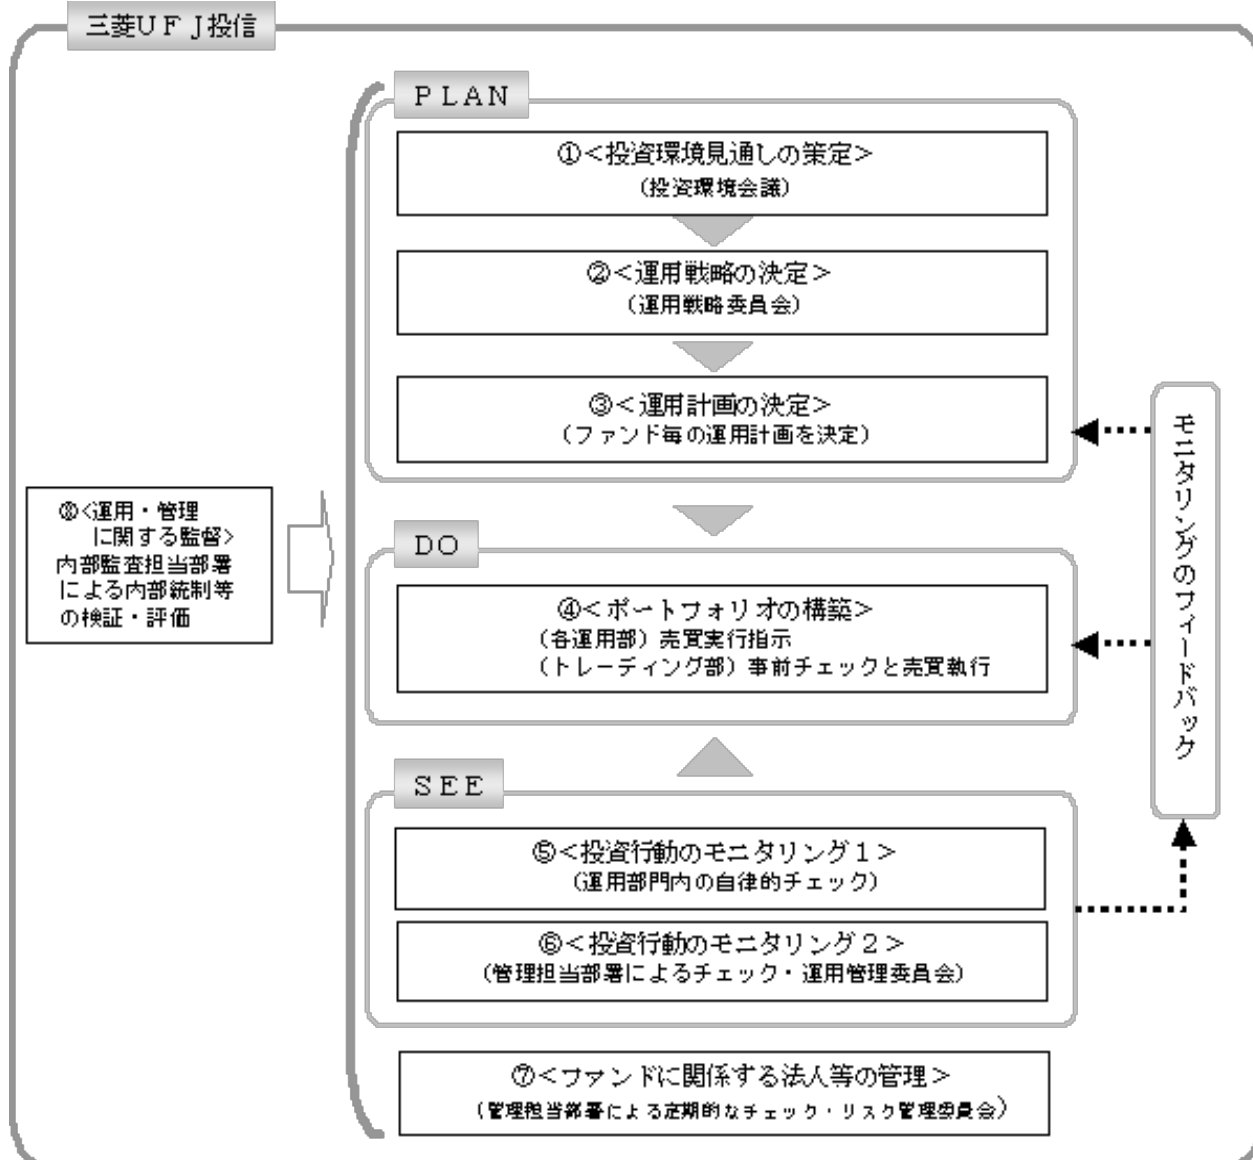 三菱ＵＦＪ投信
ＰＬＡＮ
①＜投資環境見通しの策定＞
（投資環境会議）
②＜運用戦略の決定＞
（運用戦略委員会）
③＜運用計画の決定＞
（ファンド毎の運用計画を決定）
⑧<運用・管理
に関する監督>
内部監査担当部署
による内部統制等
の検証・評価
ＤＯ
④＜ポートフォリオの構築＞
（各運用部）売買実行指示
（トレーディング部）事前チェックと売買執行
ＳＥＥ
⑤＜投資行動のモニタリング１＞
（運用部門内の自律的チェック）
⑥＜投資行動のモニタリング２＞
（管理担当部署によるチェック・運用管理委員会）
⑦＜ファンドに関係する法人等の管理＞
（管理担当部署による定期的なチェック・リスク管理委員会）
モニタリングのフィードバック